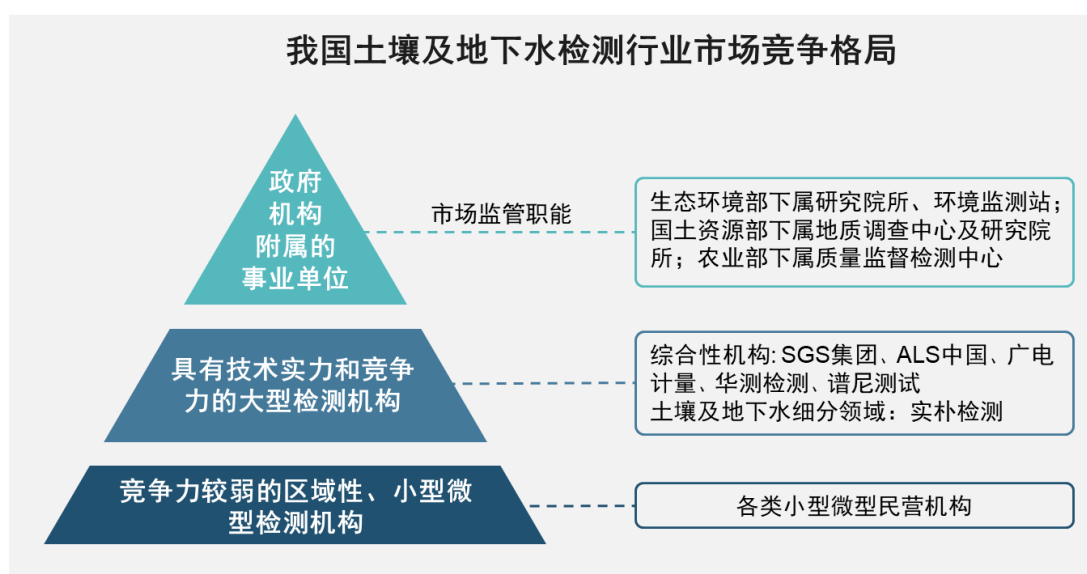 我国土壤及地下水检测行业市场竞争格局
政府
机构
附属的
事业单位
市场监管职能
生态环境部下属研究院所、环境监测站；
国土资源部下属地质调查中心及研究院
所；农业部下属质量监督检测中心
具有技术实力和竞争
力的大型检测机构
综合性机构: SGS集团、ALS中国、广电
计量、华测检测、谱尼测试
土壤及地下水细分领域：实朴检测
竞争力较弱的区域性、小型微
型检测机构
各类小型微型民营机构